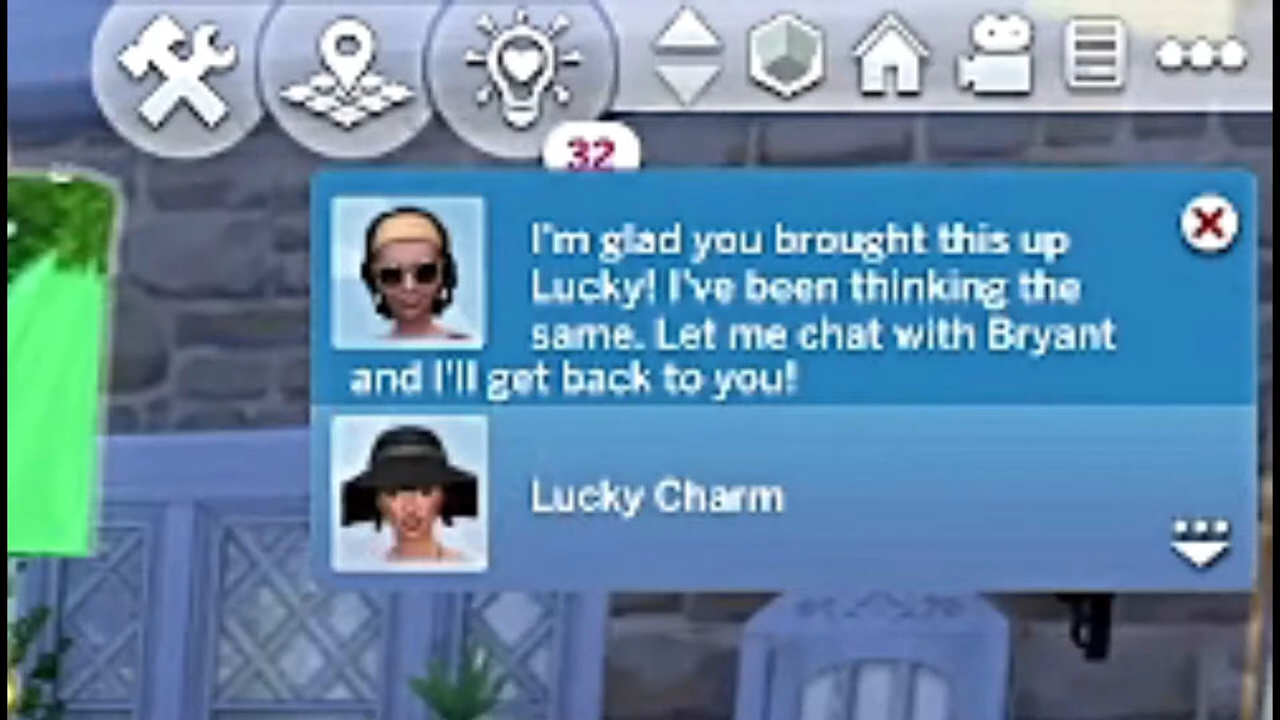 32
I'm glad you brought this up
Lucky! I've been thinking the
same. Let me chat with Bryant
and I'll get back to you!
Lucky Charm